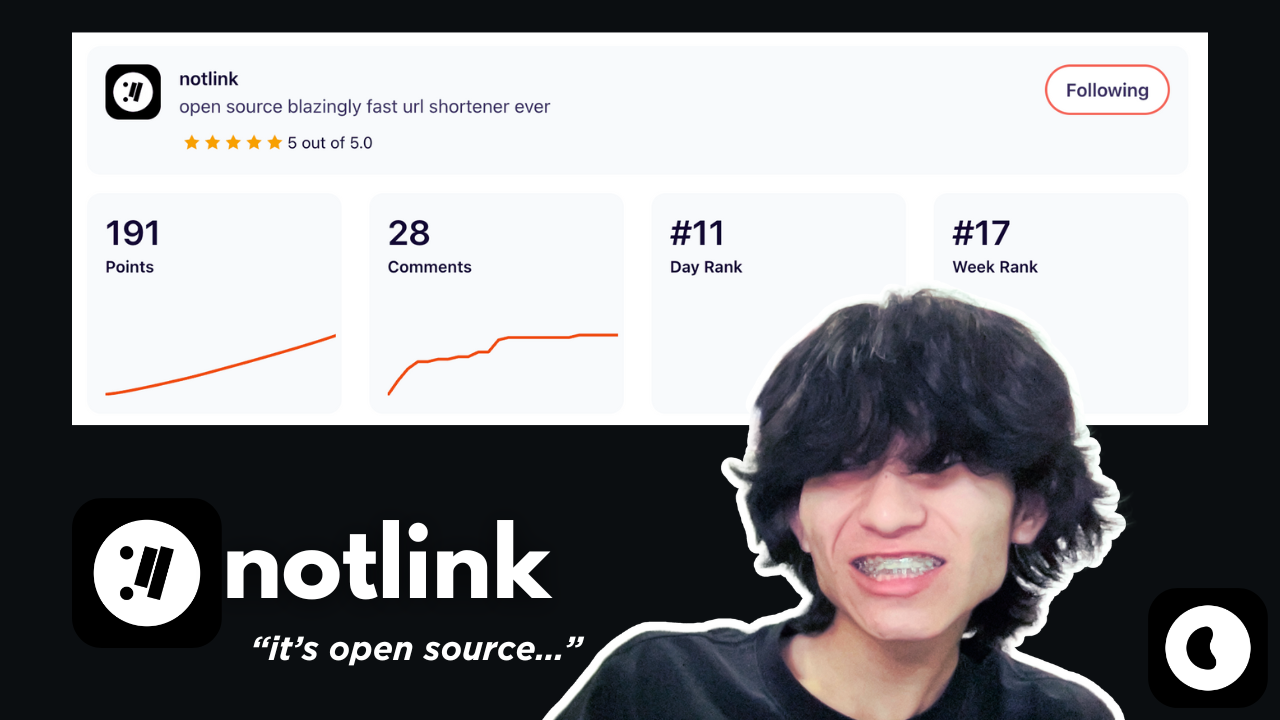 notlink
open source blazingly fast url shortener ever
5 out of 5.0
Following
191
Points
28
Comments
#11
Day Rank
#17
Week Rank
notlink
“it’s open source...”